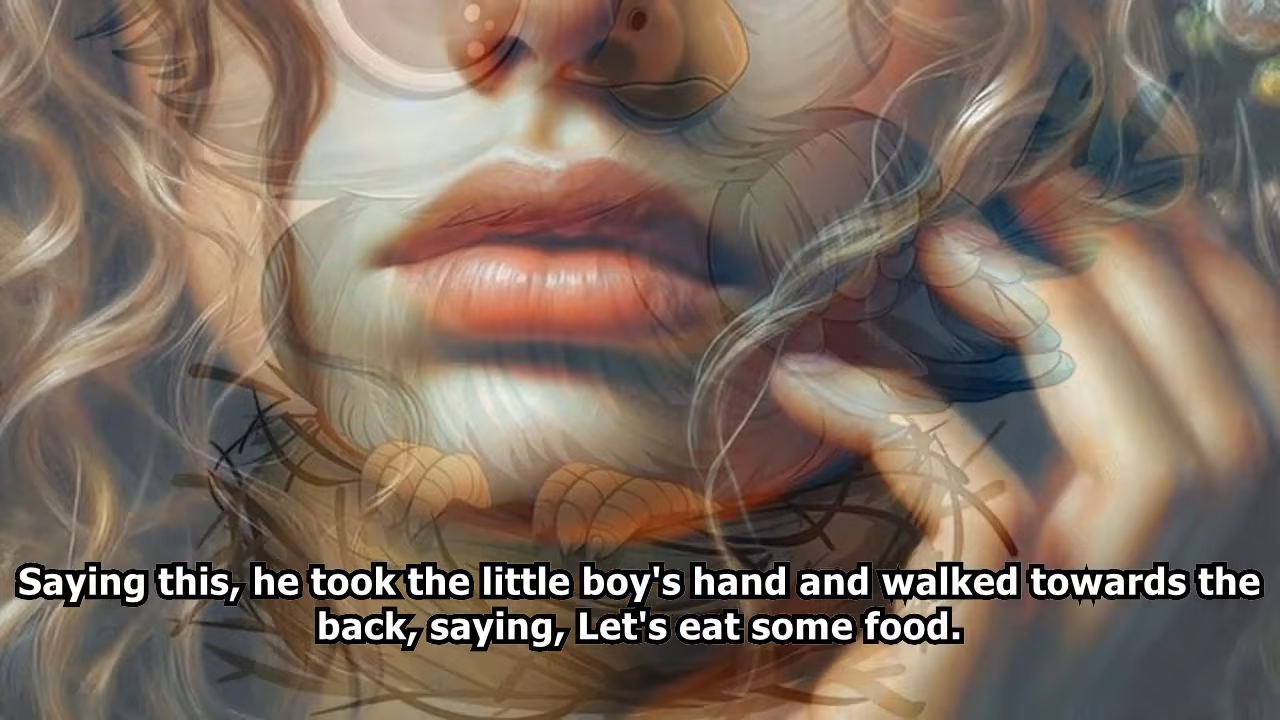 Saying this, he took the little boy's hand and walked towards the
back, saying, Let's eat some food.